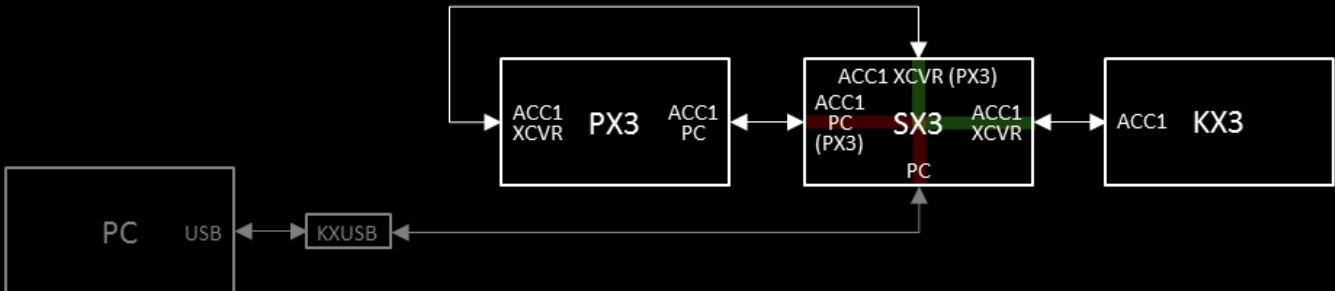 ACC1 XCVR (PX3)
ACC1
XCVR
PX3
ACC1
PC
ACC1
PC
(PX3)
SX3
ACC1
XCVR
PC
ACC1
KX3
PC
USB
KXUSB